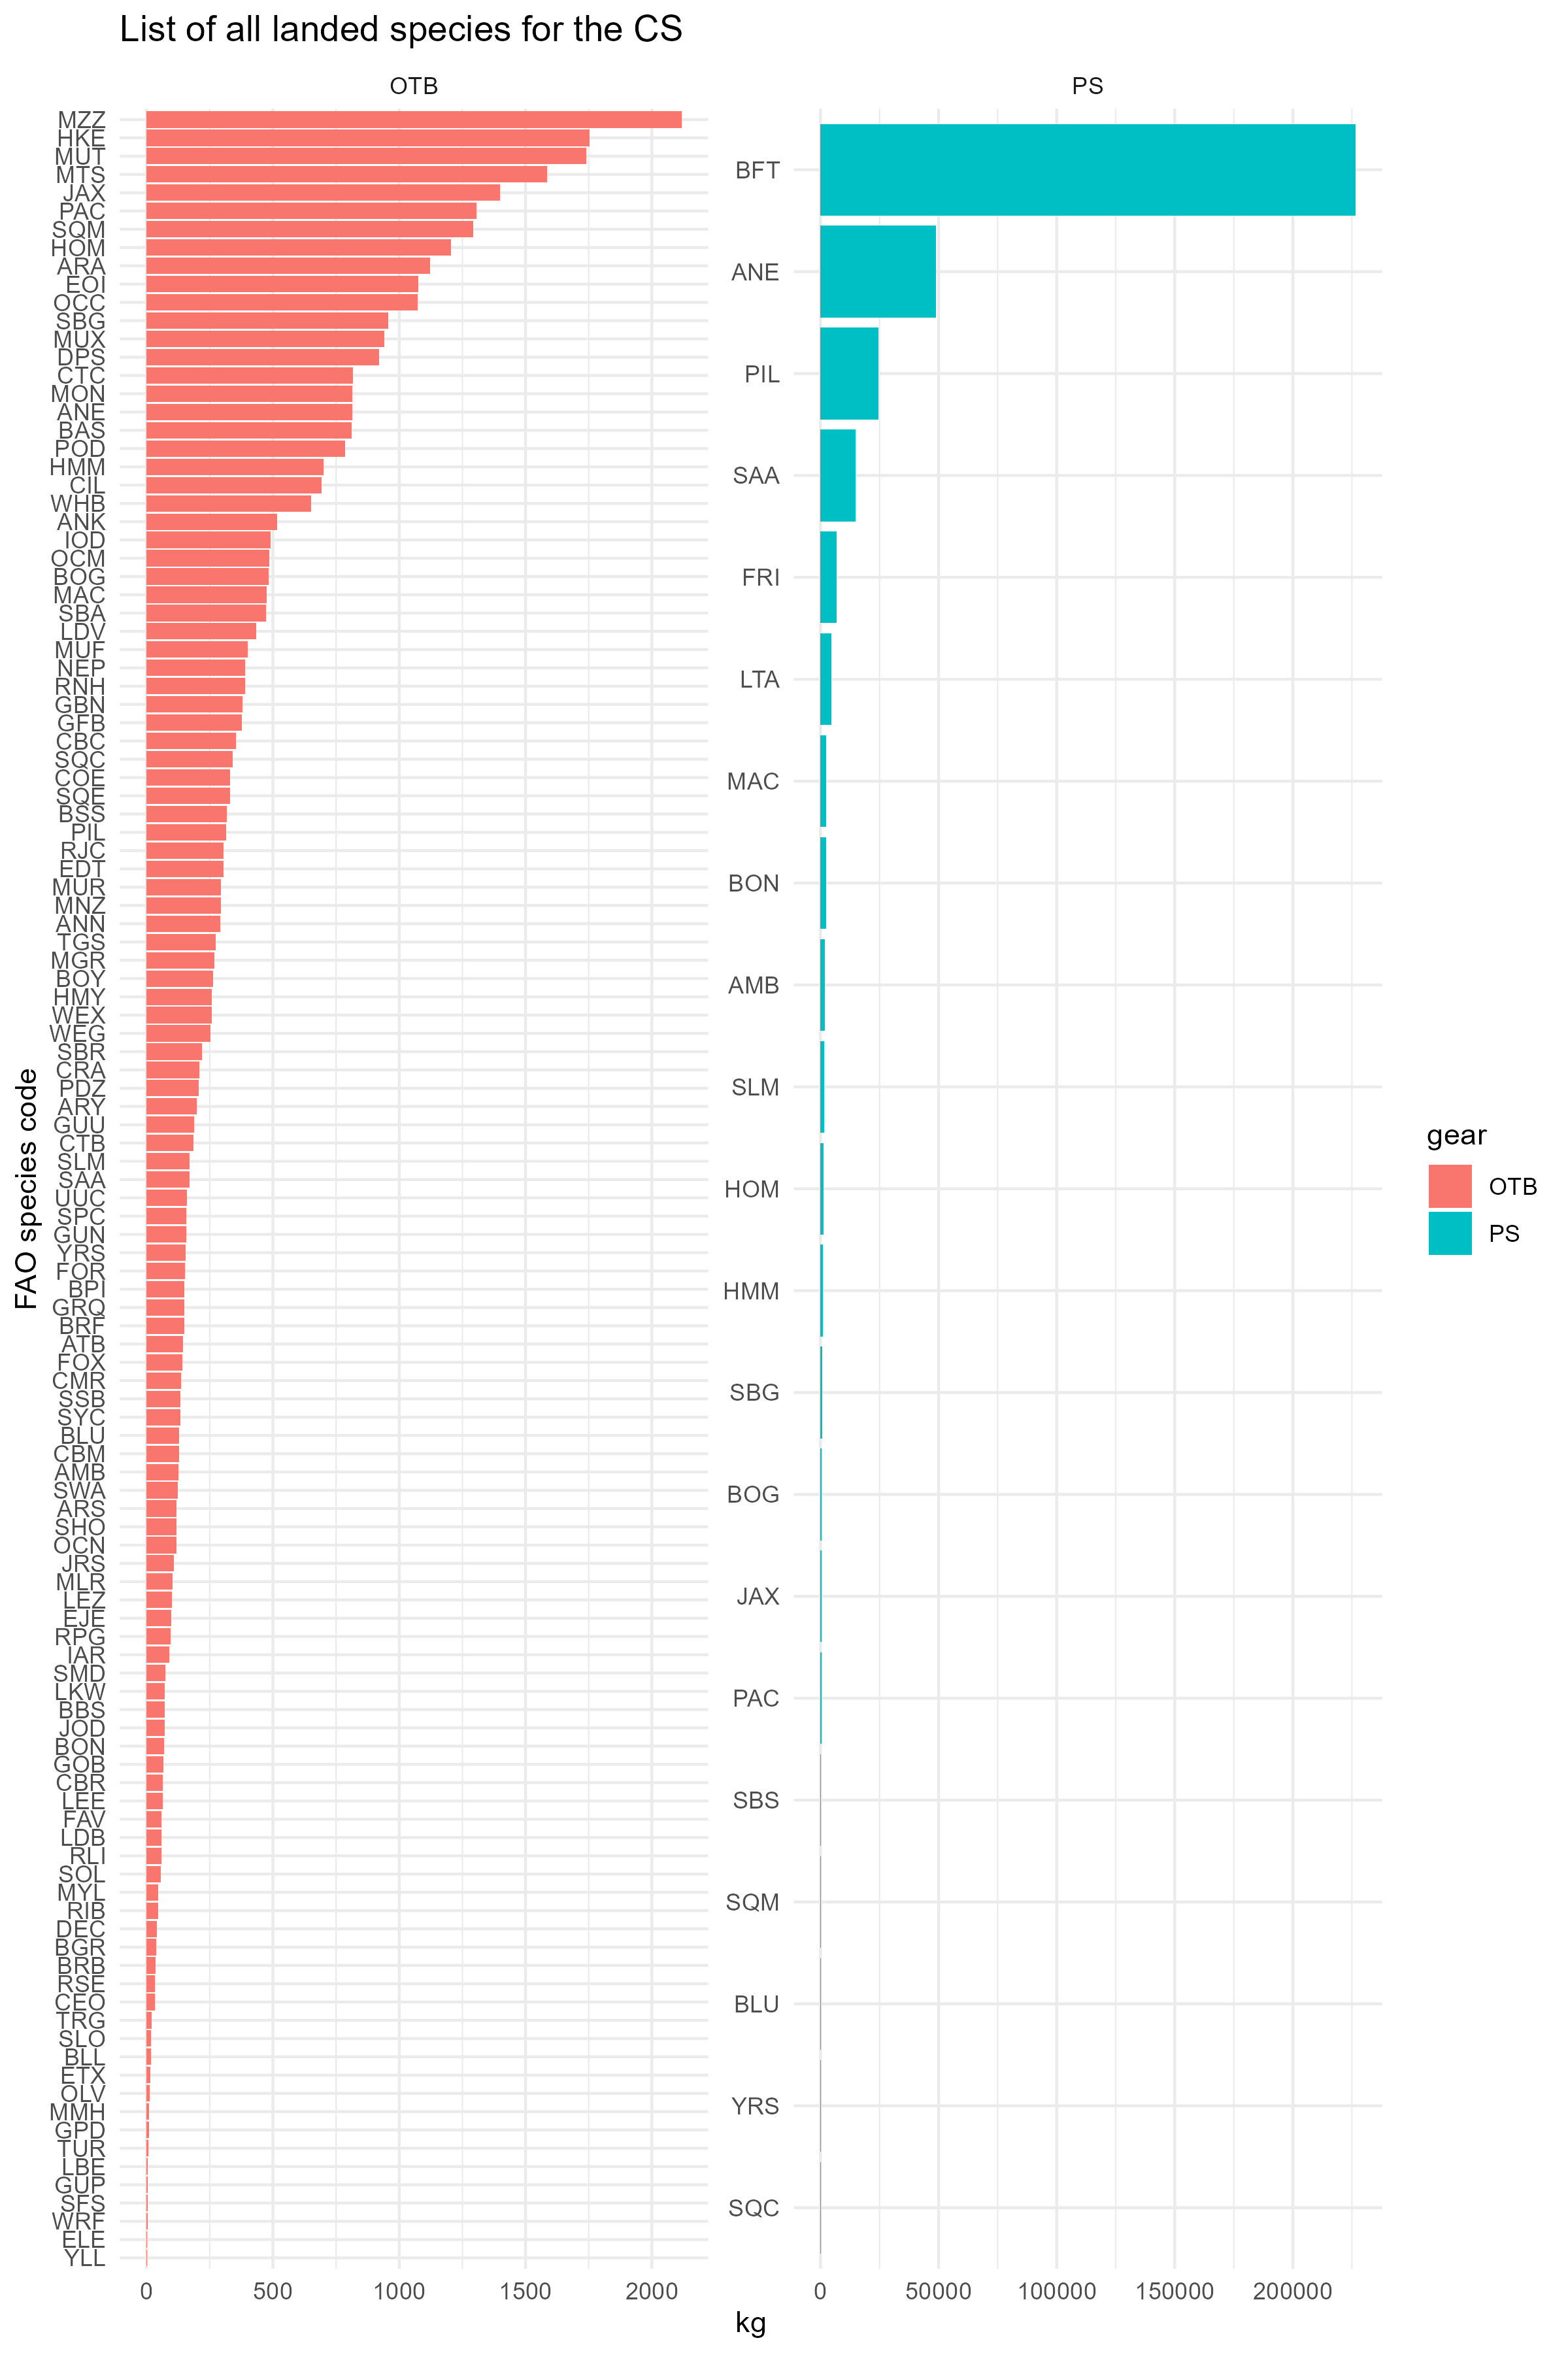 List of all landed species for the CS
OTB
MZZ
HKE
MUT
MTS
JAX
PAC
SQM
HOM
ARA
EOI
OCC
SBG
MUX
DPS
CTC
MON
ANE
BAS
POD
HMM
CIL
WHB
ANK
IOD
OCM
BOG
MAC
SBA
LDV
MUF
NEP
RNH
GBN
GFB
CBC
SQC
COE
SQE
BSS
PIL
RJC
EDT
MUR
MNZ
ANN
TGS
MGR
BOY
HMY
WEX
WEG
SBR
CRA
PDZ
ARY
GUU
CTB
SLM
SAA
UUC
SPC
GUN
YRS
FOR
BPI
GRQ
BRF
ATB
FOX
CMR
SSB
SYC
BLU
CBM
AMB
SWA
ARS
SHO
OCN
JRS
MLR
LEZ
EJE
RPG
IAR
SMD
LKW
BBS
JOD
BON
GOB
CBR
LEE
FAV
LDB
RLI
SOL
MYL
RIB
DEC
BGR
BRB
RSE
CEO
TRG
SLO
BLL
ETX
OLV
MMH
GPD
TUR
LBE
GUP
SFS
WRF
ELE
YLL
0 500 1000 1500 2000
PS
BFT
ANE
PIL
SAA
FRI
LTA
MAC
BON
AMB
SLM
HOM
HMM
SBG
BOG
JAX
PAC
SBS
SQM
BLU
YRS
SQC
0 50000 100000 150000 200000
kg
FAO species code
gear
OTB
PS